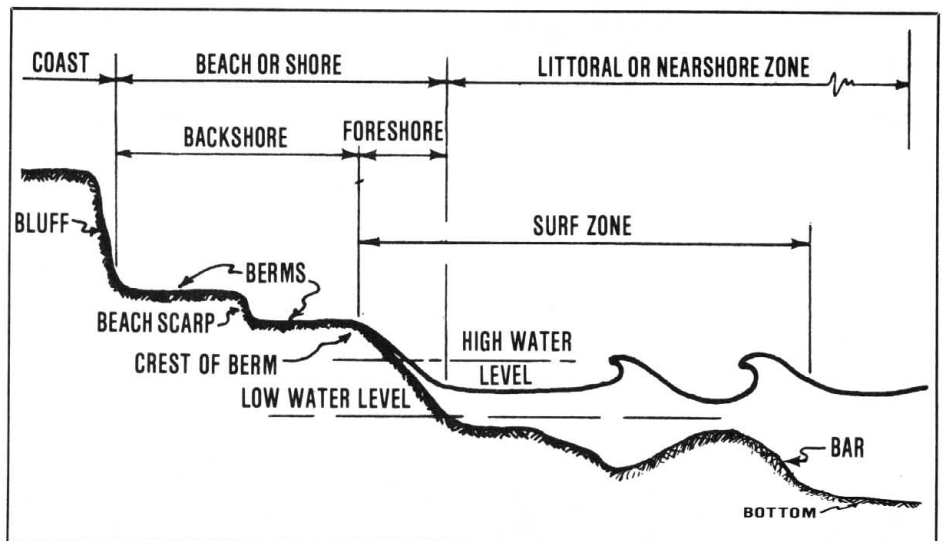 COAST
BEACH OR SHORE
LITTORAL OR NEARSHORE ZONE
BACKSHORE
FORESHORE
BLUFF
SURF ZONE
BERMS
BEACH SCARP
CREST OF BERM
HIGH WATER
LEVEL
LOW WATER LEVEL
BAR
BOTTOM